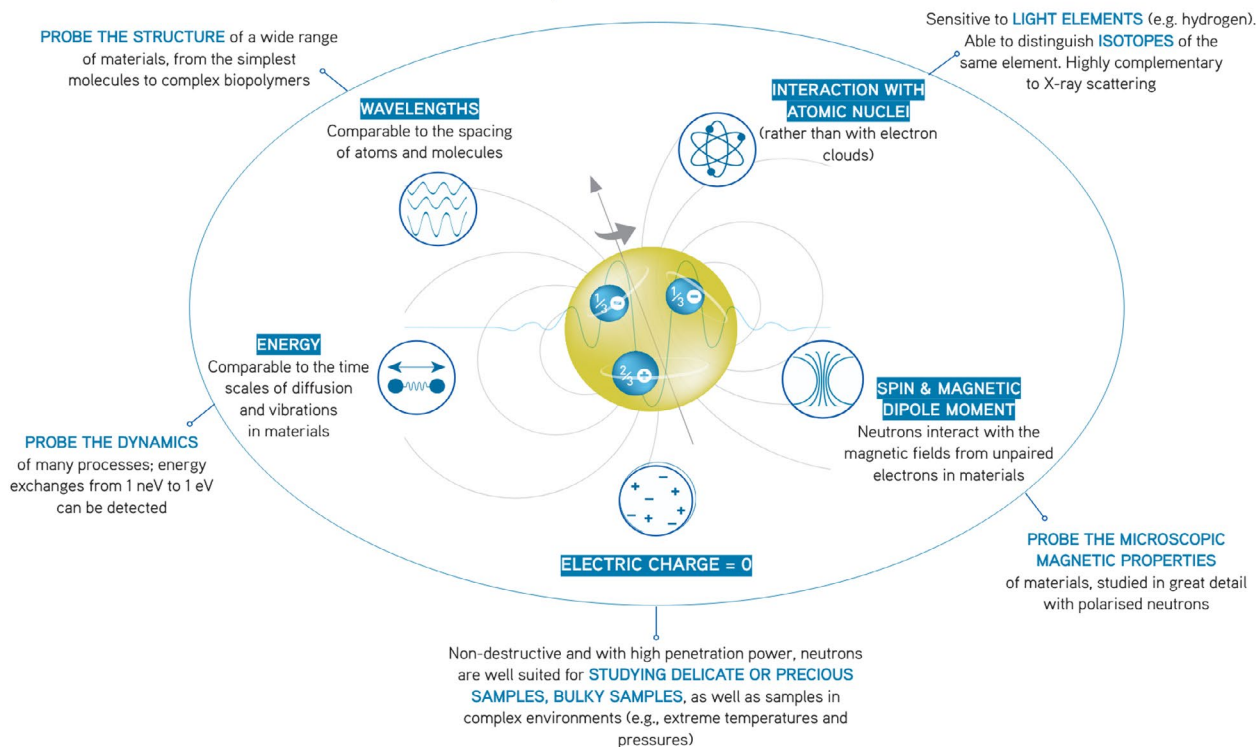 PROBE THE STRUCTURE of a wide range
of materials, from the simplest
molecules to complex biopolymers
Sensitive to LIGHT ELEMENTS (e.g. hydrogen).
Able to distinguish ISOTOPES of the
same element. Highly complementary
to X-ray scattering
WAVELENGTHS
Comparable to the spacing
of atoms and molecules
INTERACTION WITH
ATOMIC NUCLEI
(rather than with electron
clouds)
1/3 −
1/3 −
2/3 +
ENERGY
Comparable to the time
scales of diffusion
and vibrations
in materials
SPIN & MAGNETIC
DIPOLE MOMENT
Neutrons interact with the
magnetic fields from unpaired
electrons in materials
PROBE THE DYNAMICS
of many processes; energy
exchanges from 1 neV to 1 eV
can be detected
ELECTRIC CHARGE = 0
PROBE THE MICROSCOPIC
MAGNETIC PROPERTIES
of materials, studied in great detail
with polarised neutrons
Non-destructive and with high penetration power, neutrons
are well suited for STUDYING DELICATE OR PRECIOUS
SAMPLES, BULKY SAMPLES, as well as samples in
complex environments (e.g., extreme temperatures and
pressures)